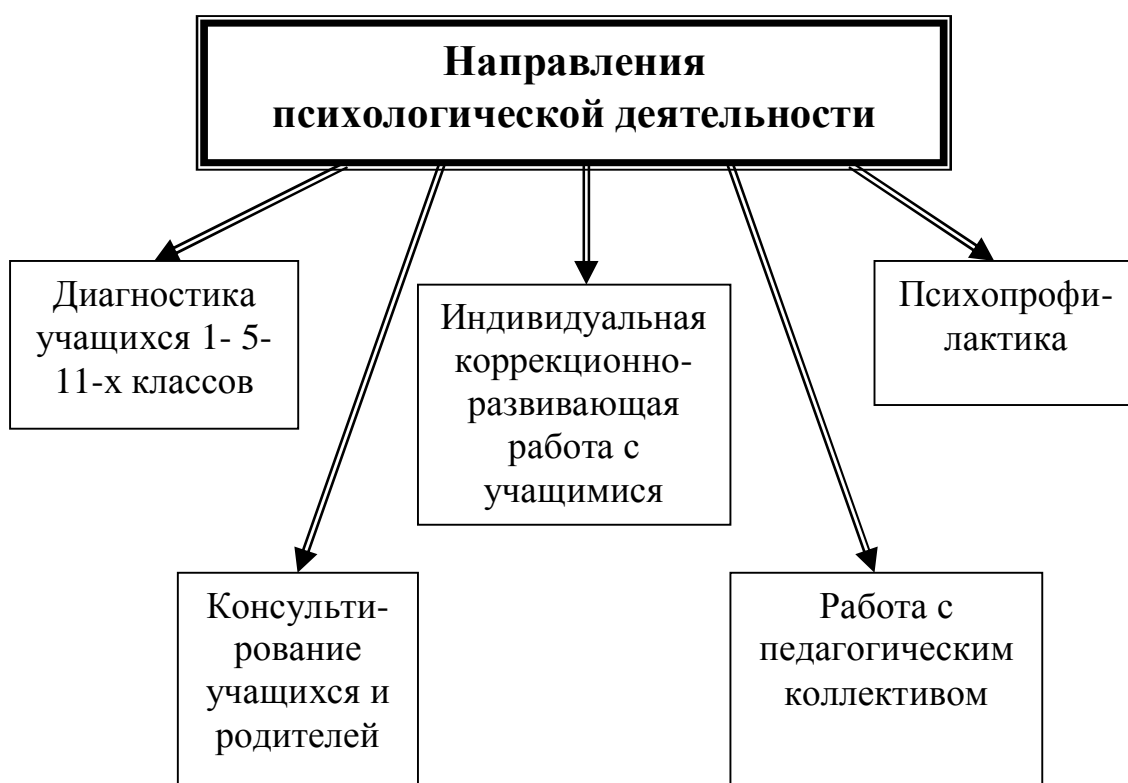 Направления
психологической деятельности
Диагностика
учащихся 1- 5-
11-х классов
Индивидуальная
коррекционно-
развивающая
работа с
учащимися
Психопрофи-
лактика
Консульти-
рование
учащихся и
родителей
Работа с
педагогическим
коллективом